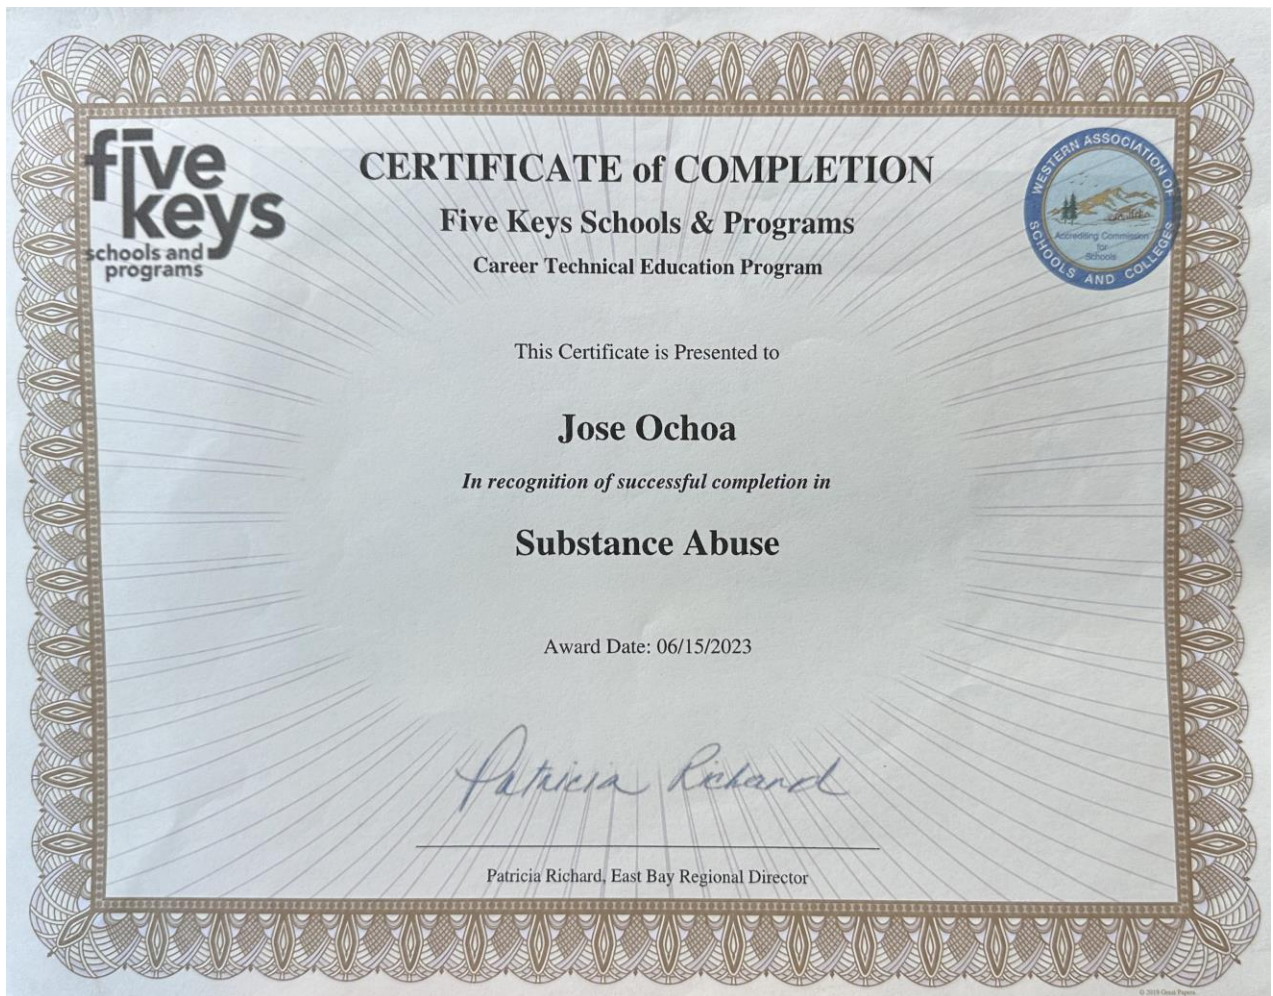 five
keys
schools and
programs
CERTIFICATE of COMPLETION
Five Keys Schools & Programs
Career Technical Education Program
WESTERN ASSOCIATION OF
SCHOOLS AND COLLEGES
Accrediting Commission
for
Schools
This Certificate is Presented to
Jose Ochoa
In recognition of successful completion in
Substance Abuse
Award Date: 06/15/2023
Patricia Richard
Patricia Richard, East Bay Regional Director
© 2019 Geographics